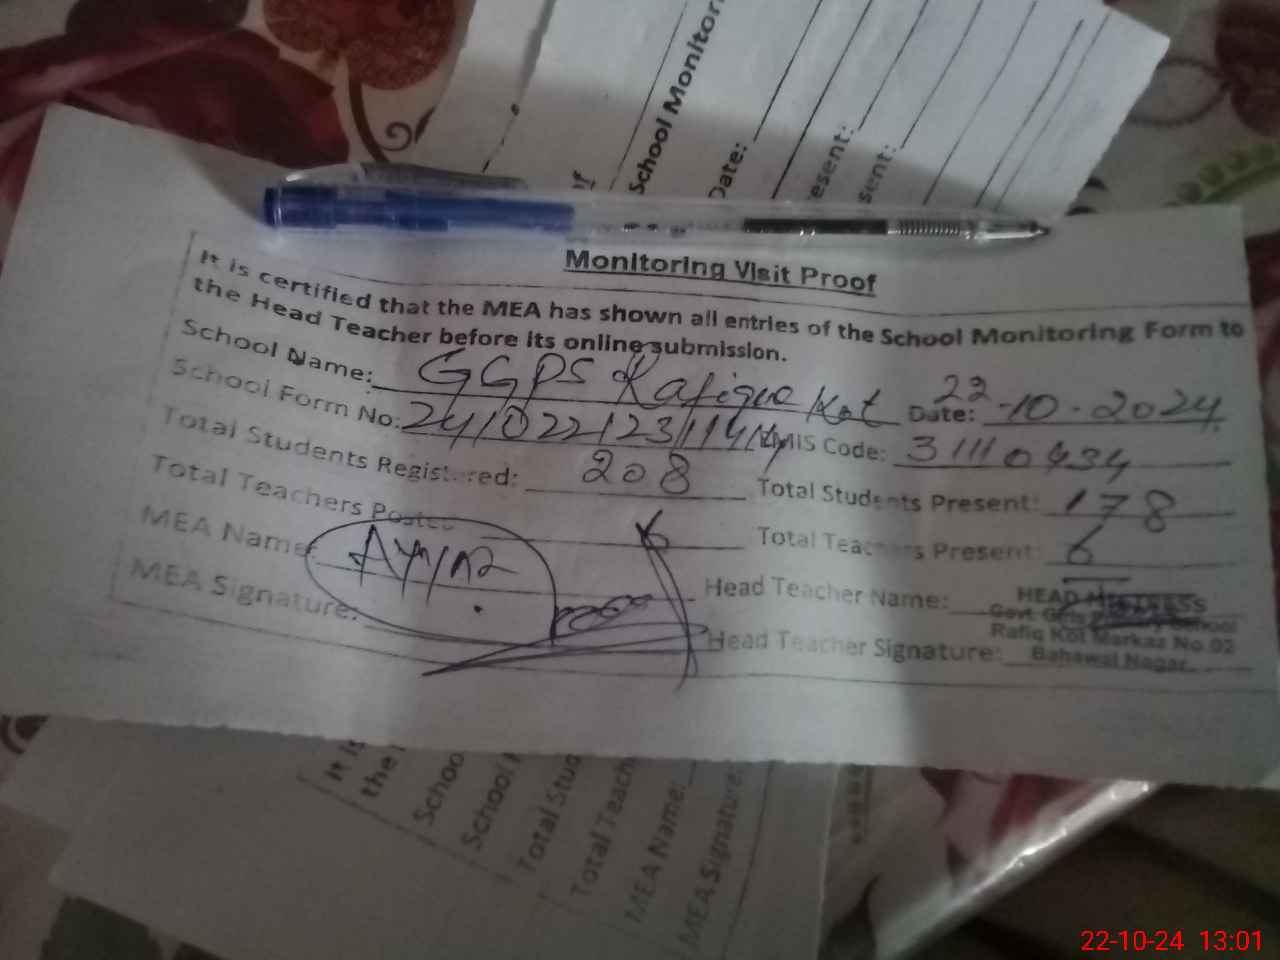 School Monitor
Date:
esent:
sent:
of
Monitoring Visit Proof
It is certified that the MEA has shown all entries of the School Monitoring Form to
the Head Teacher before its online submission.
School Name: GGPS Rafique Kot Date: 22-10-2024
School Form No: EMIS Code: 31110434
Total Students Registered: 208 Total Students Present: 178
Total Teachers Posted 6 Total Teachers Present: 6
MEA Name: Head Teacher Name: HEAD MISTRESS
Govt. Girls Primary School
Rafiq Kot Markaz No.02
MEA Signature: Head Teacher Signature: Bahawal Nagar
It is
the
Schoo
School
Total Stud
Total Teach
MEA Name:
MEA Signature:
22-10-24 13:01